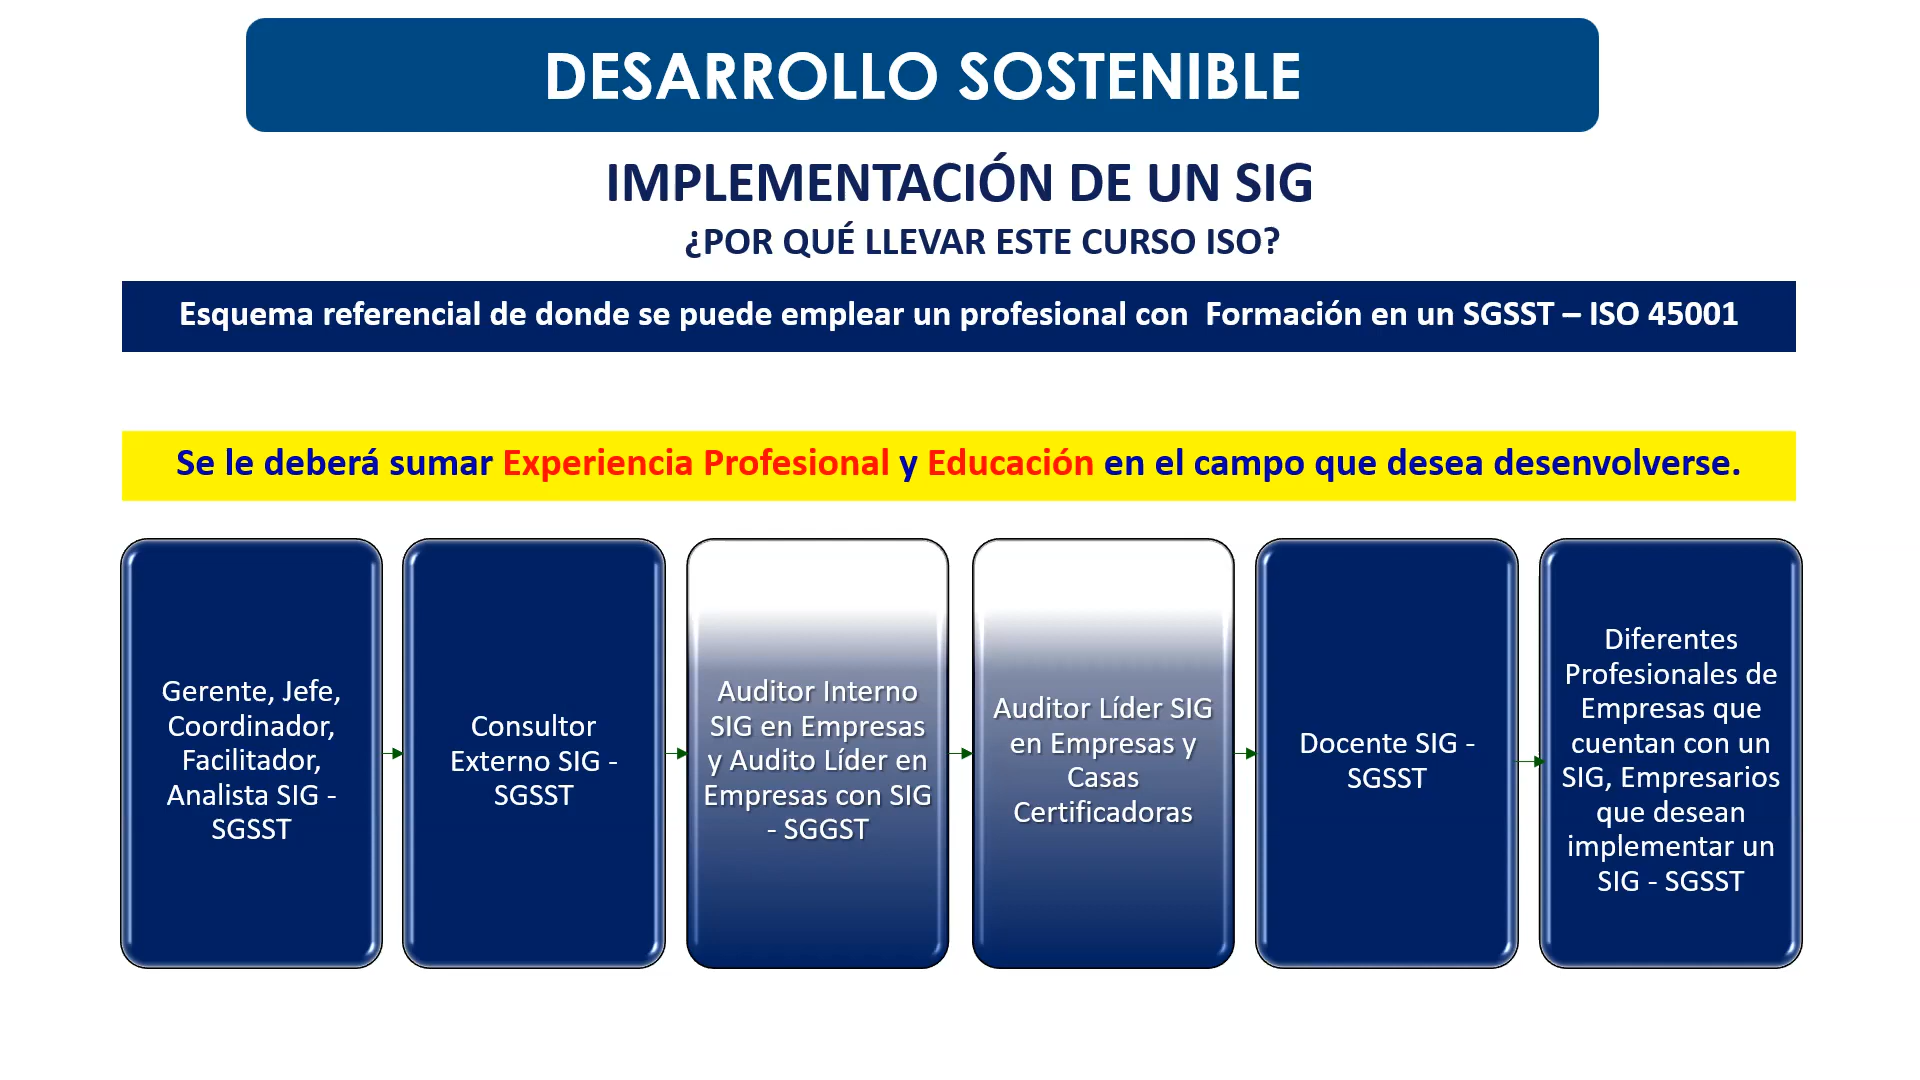 DESARROLLO SOSTENIBLE
IMPLEMENTACIÓN DE UN SIG
¿POR QUÉ LLEVAR ESTE CURSO ISO?
Esquema referencial de donde se puede emplear un profesional con Formación en un SGSST – ISO 45001
Se le deberá sumar Experiencia Profesional y Educación en el campo que desea desenvolverse.
Gerente, Jefe,
Coordinador,
Facilitador,
Analista SIG -
SGSST
Consultor
Externo SIG -
SGSST
Auditor Interno
SIG en Empresas
y Audito Líder en
Empresas con SIG
- SGGST
Auditor Líder SIG
en Empresas y
Casas
Certificadoras
Docente SIG -
SGSST
Diferentes
Profesionales de
Empresas que
cuentan con un
SIG, Empresarios
que desean
implementar un
SIG - SGSST